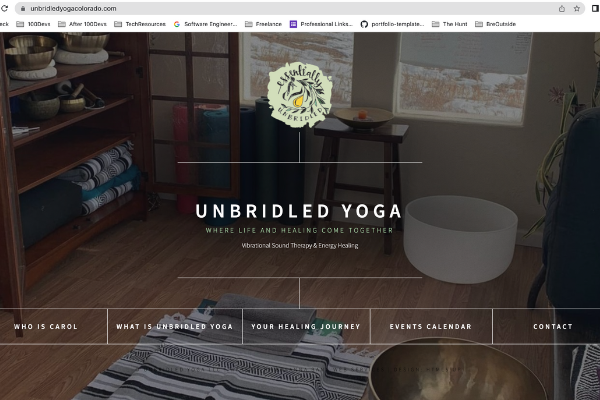 unbridledyogacolorado.com
eck 100Devs After 100Devs TechResources Software Engineer... Freelance Professional Links... portfolio-template... The Hunt BreOutside
essentially
UNBRIDLED
UNBRIDLED YOGA
WHERE LIFE AND HEALING COME TOGETHER
Vibrational Sound Therapy & Energy Healing
WHO IS CAROL WHAT IS UNBRIDLED YOGA YOUR HEALING JOURNEY EVENTS CALENDAR CONTACT